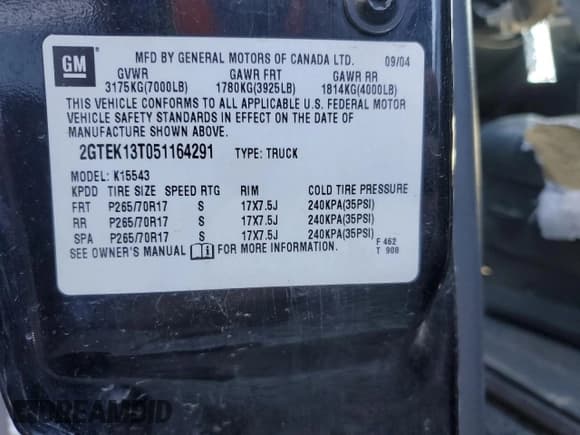 GM
MFD BY GENERAL MOTORS OF CANADA LTD. 09/04
GVWR GAWR FRT GAWR RR
3175KG(7000LB) 1780KG(3925LB) 1814KG(4000LB)
THIS VEHICLE CONFORMS TO ALL APPLICABLE U.S. FEDERAL MOTOR
VEHICLE SAFETY STANDARDS IN EFFECT ON THE DATE OF
MANUFACTURE SHOWN ABOVE.
2GTEK13T051164291 TYPE: TRUCK
MODEL: K15543
KPDD TIRE SIZE SPEED RTG RIM COLD TIRE PRESSURE
FRT P265/70R17 S 17X7.5J 240KPA(35PSI)
RR P265/70R17 S 17X7.5J 240KPA(35PSI)
SPA P265/70R17 S 17X7.5J 240KPA(35PSI)
SEE OWNER'S MANUAL i FOR MORE INFORMATION.
F 462
T 900
DREAMBID